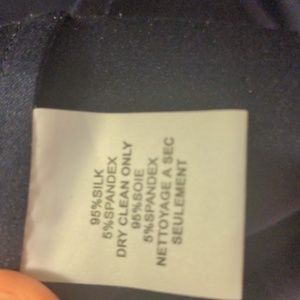 95%SILK
5%SPANDEX
DRY CLEAN ONLY
95%SOIE
5%SPANDEX
NETTOYAGE A SEC
SEULEMENT